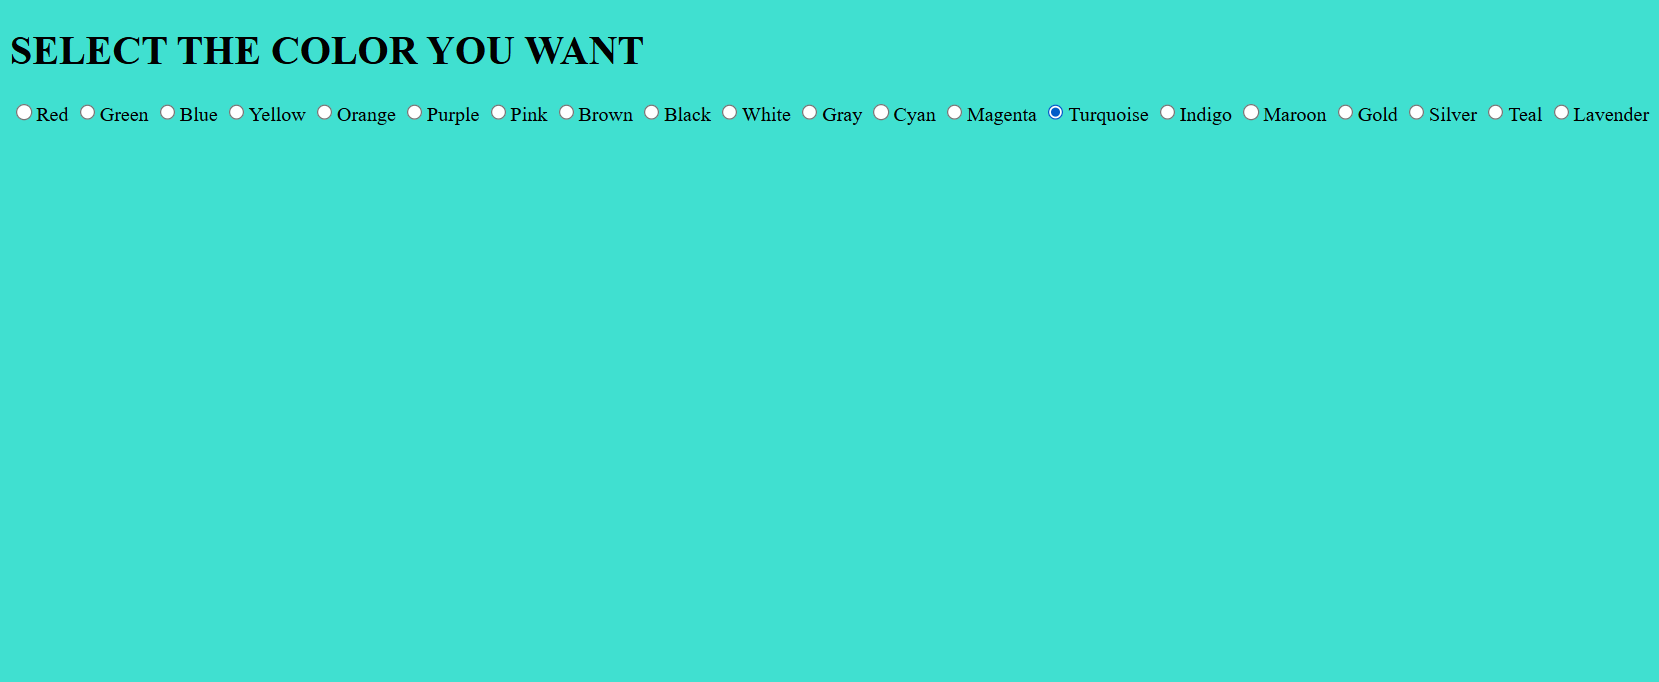 SELECT THE COLOR YOU WANT
Red Green Blue Yellow Orange Purple Pink Brown Black White Gray Cyan Magenta Turquoise Indigo Maroon Gold Silver Teal Lavender